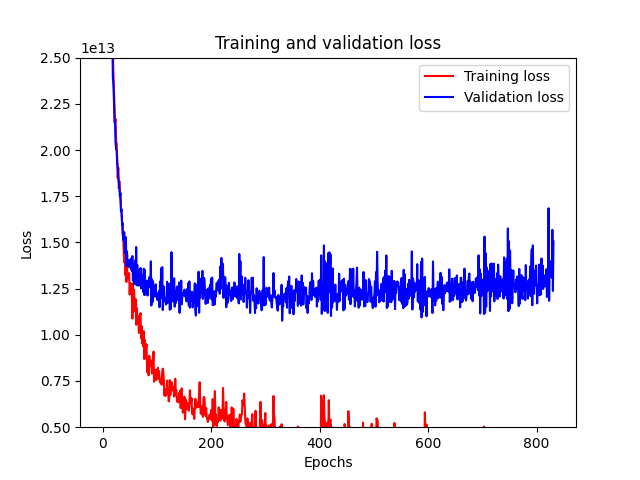 Training and validation loss
1e13
Training loss
Validation loss
2.50
2.25
2.00
1.75
1.50
1.25
1.00
0.75
0.50
Loss
0 200 400 600 800
Epochs